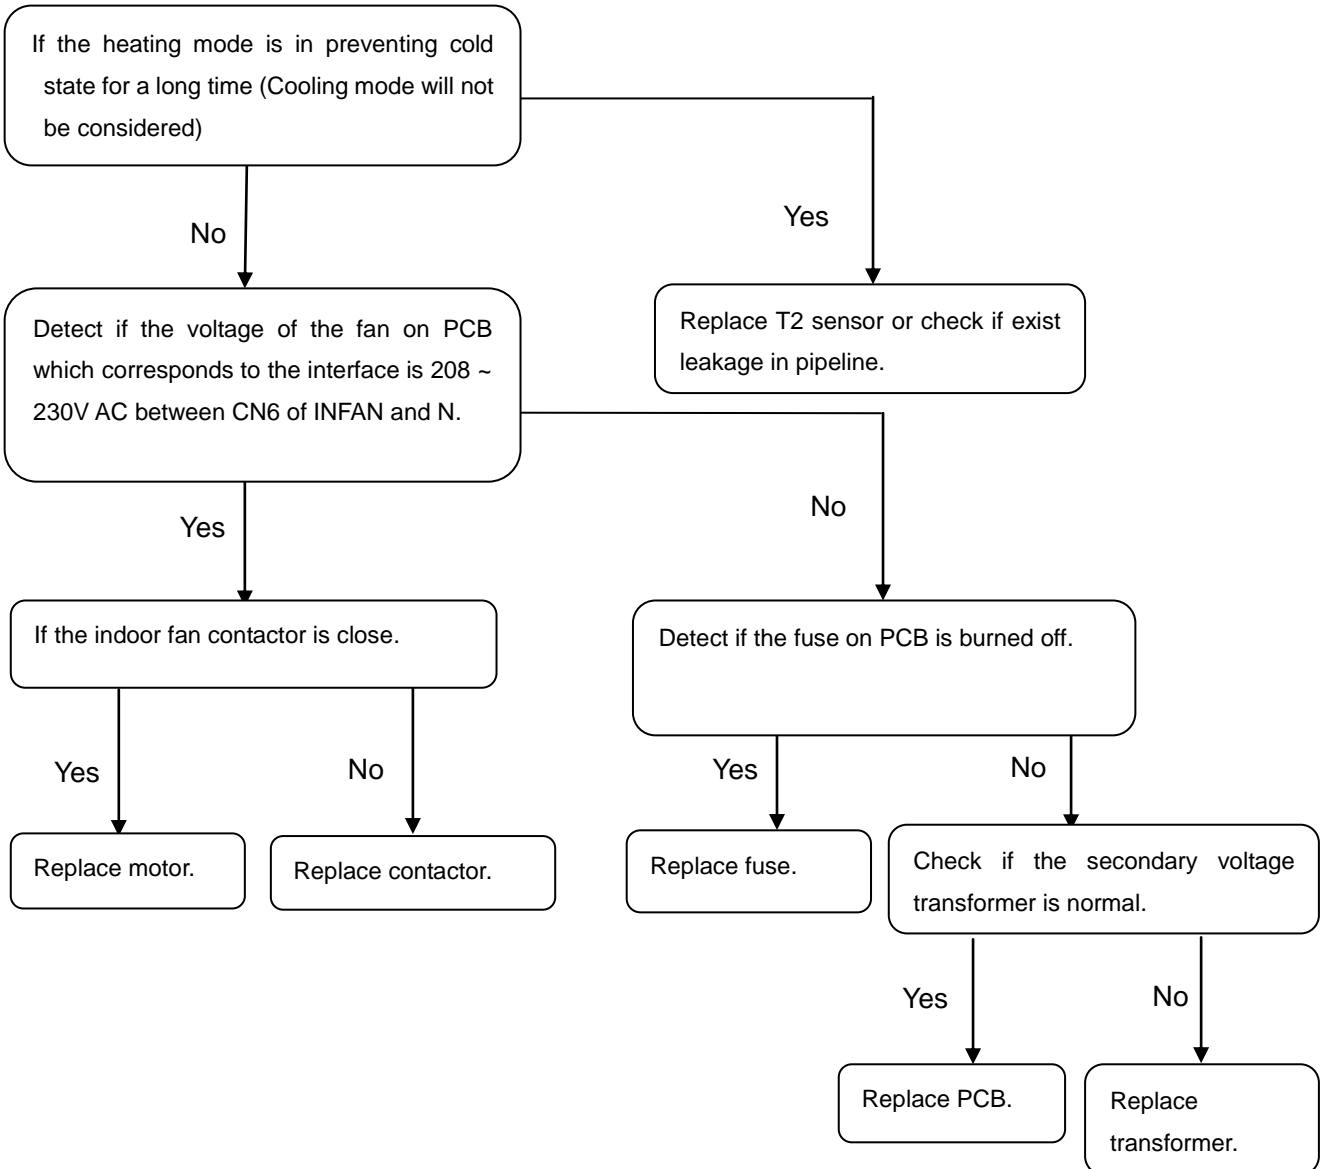 If the heating mode is in preventing cold
state for a long time (Cooling mode will not
be considered)
No
Yes
Detect if the voltage of the fan on PCB
which corresponds to the interface is 208 ~
230V AC between CN6 of INFAN and N.
Replace T2 sensor or check if exist
leakage in pipeline.
Yes
No
If the indoor fan contactor is close.
Detect if the fuse on PCB is burned off.
Yes
No
Yes
No
Replace motor.
Replace contactor.
Replace fuse.
Check if the secondary voltage
transformer is normal.
Yes
No
Replace PCB.
Replace
transformer.